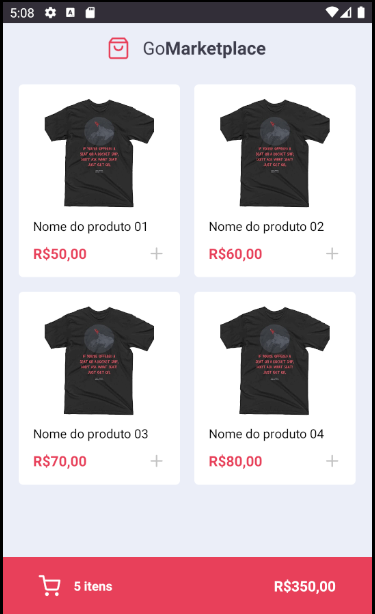 5:08
GoMarketplace
Nome do produto 01
Nome do produto 02
R$50,00
R$60,00
Nome do produto 03
Nome do produto 04
R$70,00
R$80,00
5 itens
R$350,00